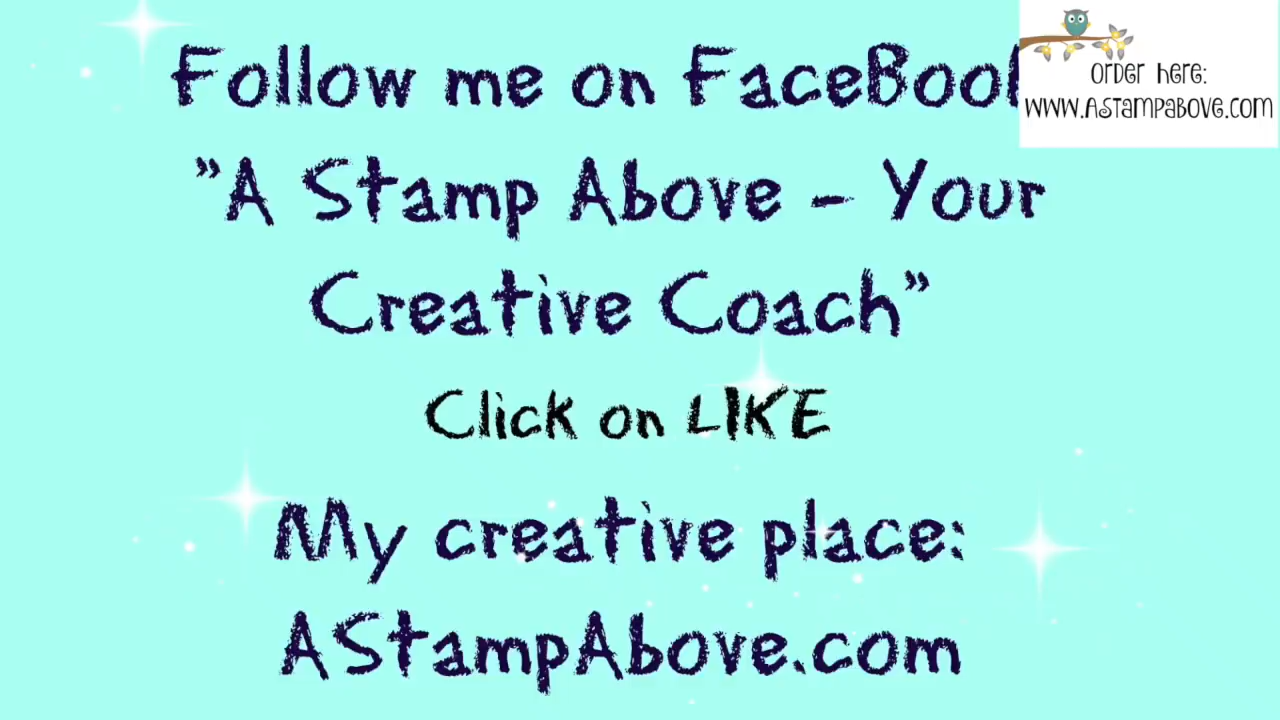 Follow me on FaceBook
"A Stamp Above - Your
Creative Coach"
Click on LIKE
My creative place:
AStampAbove.com
Order here:
www.AStampabove.com